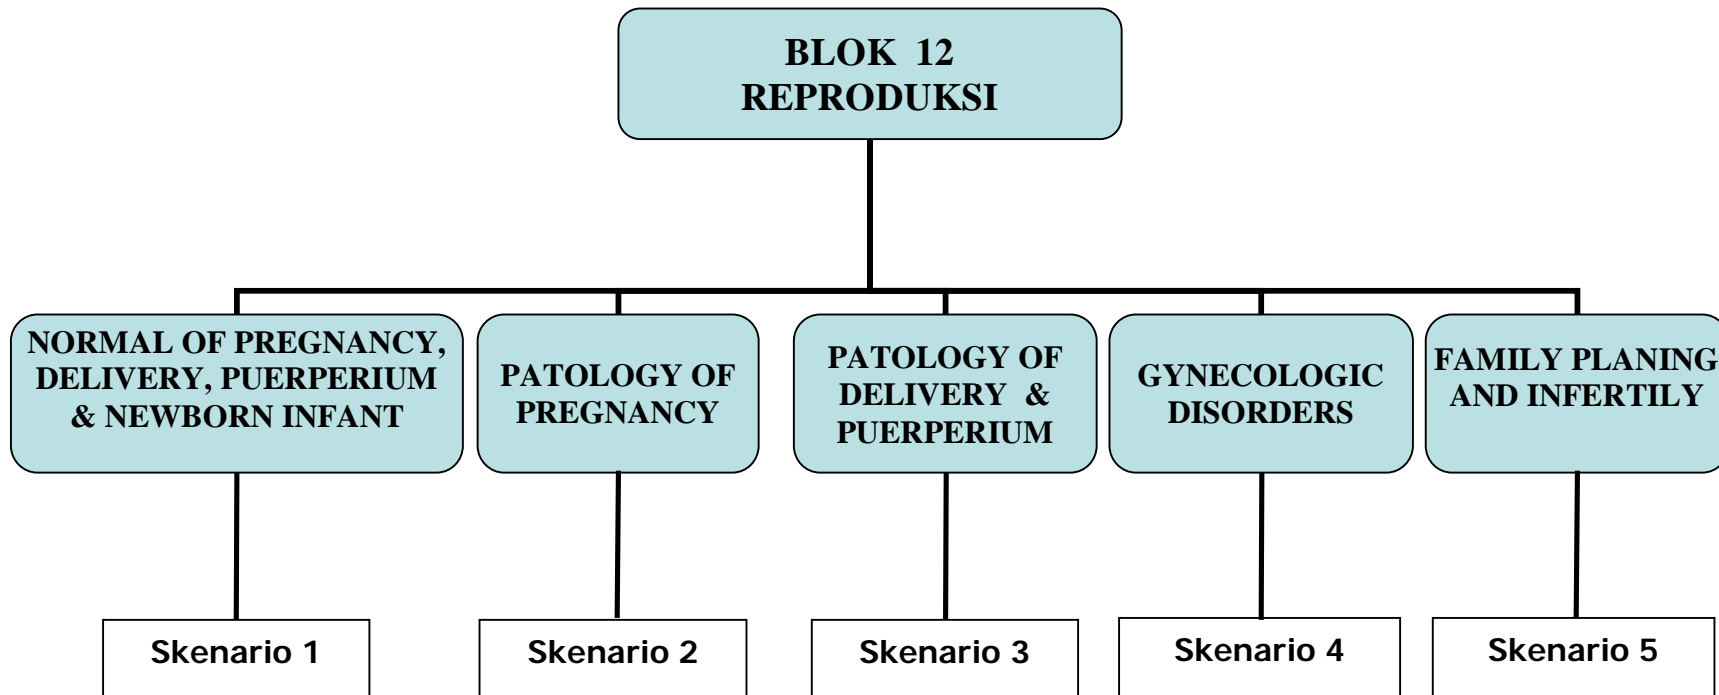 BLOK 12
REPRODUKSI
NORMAL OF PREGNANCY,
DELIVERY, PUERPERIUM
& NEWBORN INFANT
PATOLOGY OF
PREGNANCY
PATOLOGY OF
DELIVERY &
PUERPERIUM
GYNECOLOGIC
DISORDERS
FAMILY PLANING
AND INFERTILY
Skenario 1
Skenario 2
Skenario 3
Skenario 4
Skenario 5